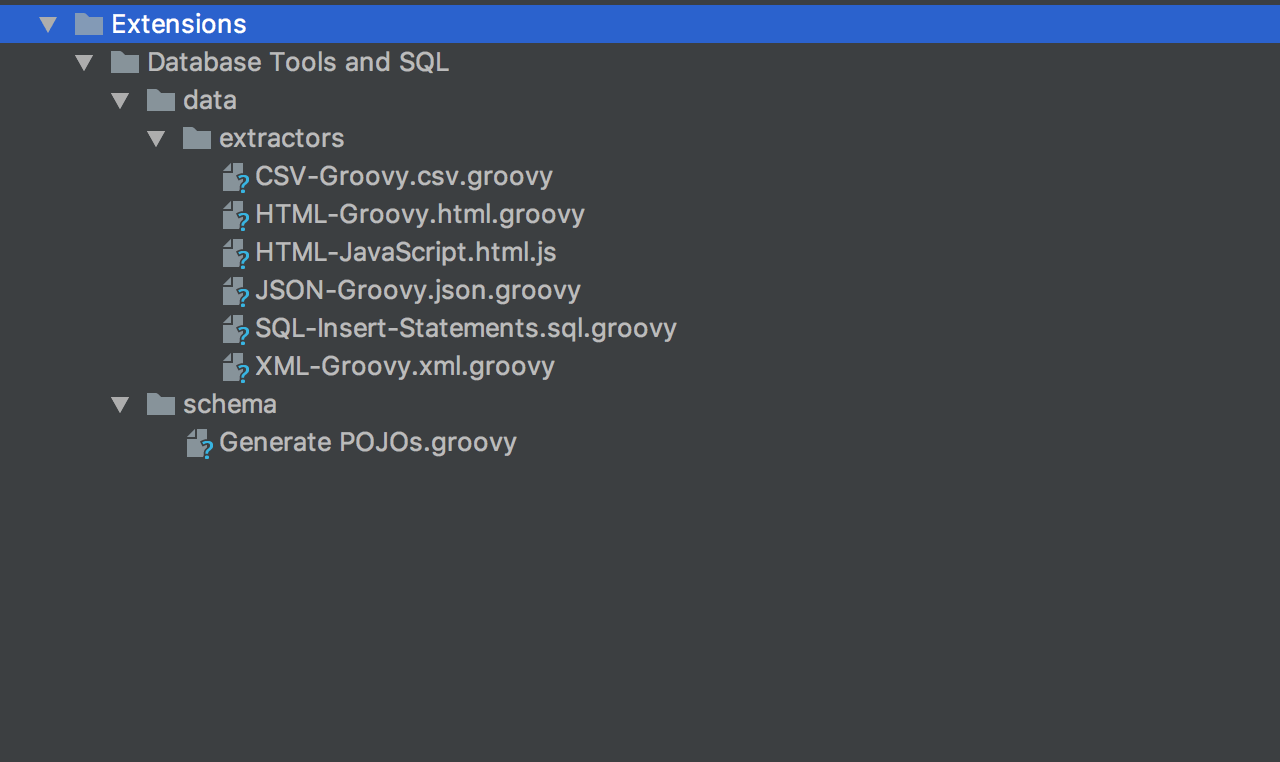 Extensions
Database Tools and SQL
data
extractors
CSV-Groovy.csv.groovy
HTML-Groovy.html.groovy
HTML-JavaScript.html.js
JSON-Groovy.json.groovy
SQL-Insert-Statements.sql.groovy
XML-Groovy.xml.groovy
schema
Generate POJOs.groovy